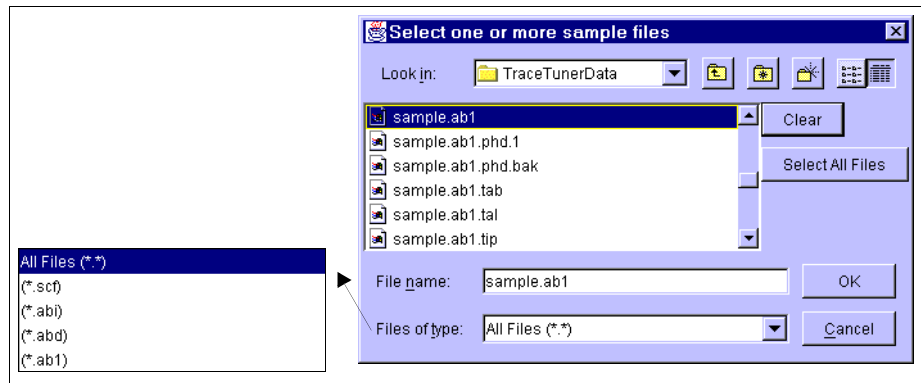 Select one or more sample files
Look in: TraceTunerData
sample.ab1
sample.ab1.phd.1
sample.ab1.phd.bak
sample.ab1.tab
sample.ab1.tal
sample.ab1.tip
Clear
Select All Files
File name: sample.ab1 OK
Files of type: All Files (*.*) Cancel
All Files (*.*)
(*.scf)
(*.abi)
(*.abd)
(*.ab1)